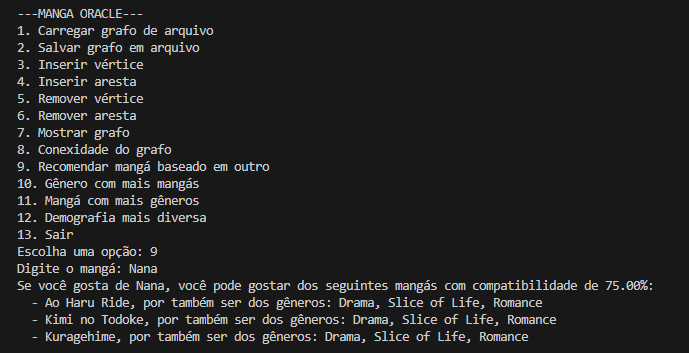 ---MANGA ORACLE---
1. Carregar grafo de arquivo
2. Salvar grafo em arquivo
3. Inserir vértice
4. Inserir aresta
5. Remover vértice
6. Remover aresta
7. Mostrar grafo
8. Conexidade do grafo
9. Recomendar mangá baseado em outro
10. Gênero com mais mangás
11. Mangá com mais gêneros
12. Demografia mais diversa
13. Sair
Escolha uma opção: 9
Digite o mangá: Nana
Se você gosta de Nana, você pode gostar dos seguintes mangás com compatibilidade de 75.00%:
- Ao Haru Ride, por também ser dos gêneros: Drama, Slice of Life, Romance
- Kimi no Todoke, por também ser dos gêneros: Drama, Slice of Life, Romance
- Kuragehime, por também ser dos gêneros: Drama, Slice of Life, Romance